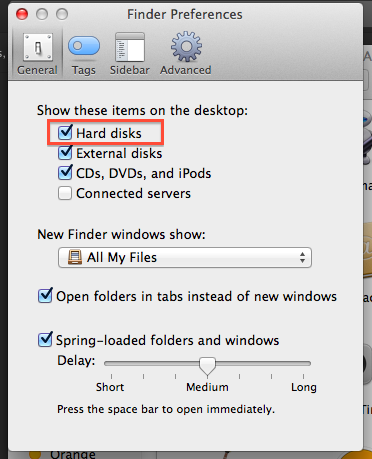 Finder Preferences
General Tags Sidebar Advanced
Show these items on the desktop:
Hard disks
External disks
CDs, DVDs, and iPods
Connected servers
New Finder windows show:
All My Files
Open folders in tabs instead of new windows
Spring-loaded folders and windows
Delay:
Short Medium Long
Press the space bar to open immediately.
Orange